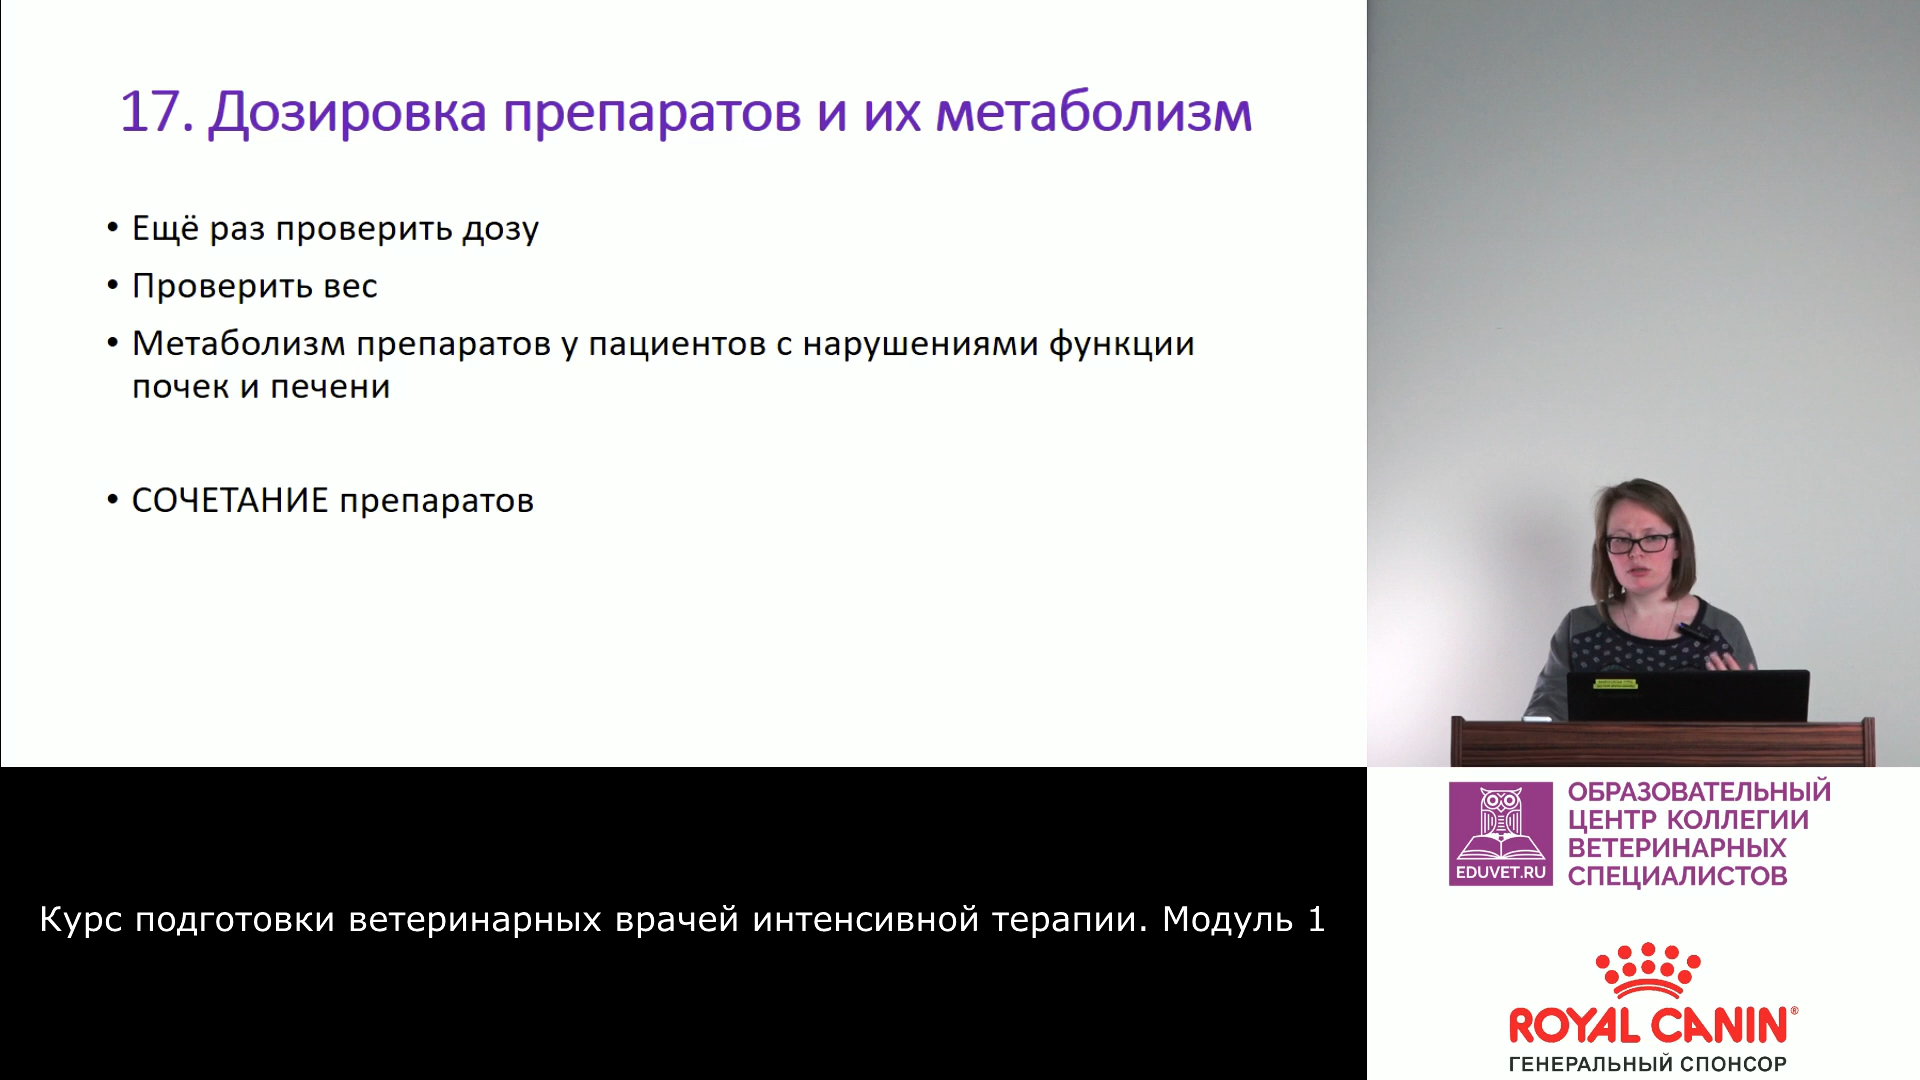 17. Дозировка препаратов и их метаболизм
• Ещё раз проверить дозу
• Проверить вес
• Метаболизм препаратов у пациентов с нарушениями функции
почек и печени
• СОЧЕТАНИЕ препаратов
Курс подготовки ветеринарных врачей интенсивной терапии. Модуль 1
EDUVET.RU
ОБРАЗОВАТЕЛЬНЫЙ
ЦЕНТР КОЛЛЕГИИ
ВЕТЕРИНАРНЫХ
СПЕЦИАЛИСТОВ
ROYAL CANIN®
ГЕНЕРАЛЬНЫЙ СПОНСОР